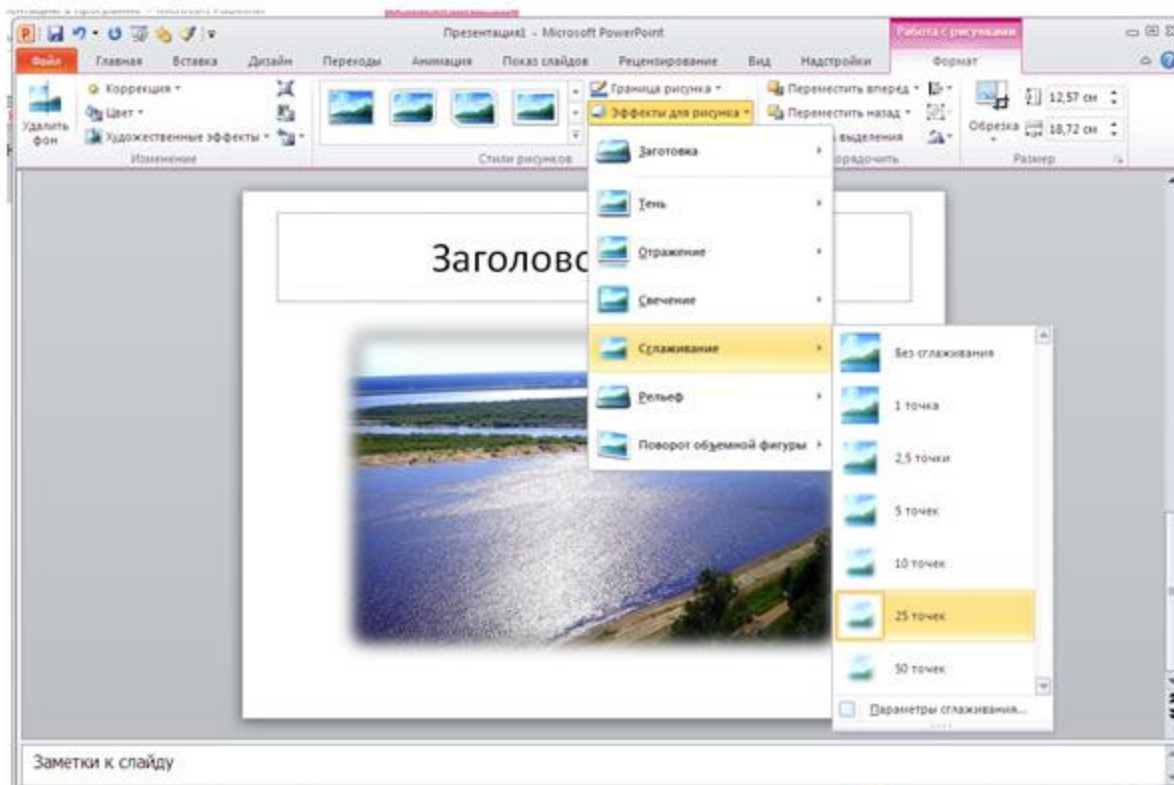 Презентация1 - Microsoft PowerPoint
Работа с рисунками
Файл Главная Вставка Дизайн Переходы Анимация Показ слайдов Рецензирование Вид Надстройки Формат
Удалить фон
Коррекция
Цвет
Художественные эффекты
Изменение
Стили рисунков
Граница рисунка
Эффекты для рисунка
Переместить вперед
Переместить назад
выделения
орядочить
Обрезка
12,57 см
18,72 см
Размер
Заготовка
Тень
Отражение
Свечение
Сглаживание
Рельеф
Поворот объемной фигуры
Без сглаживания
1 точка
2,5 точки
5 точек
10 точек
25 точек
50 точек
Параметры сглаживания...
Заголово
Заметки к слайду